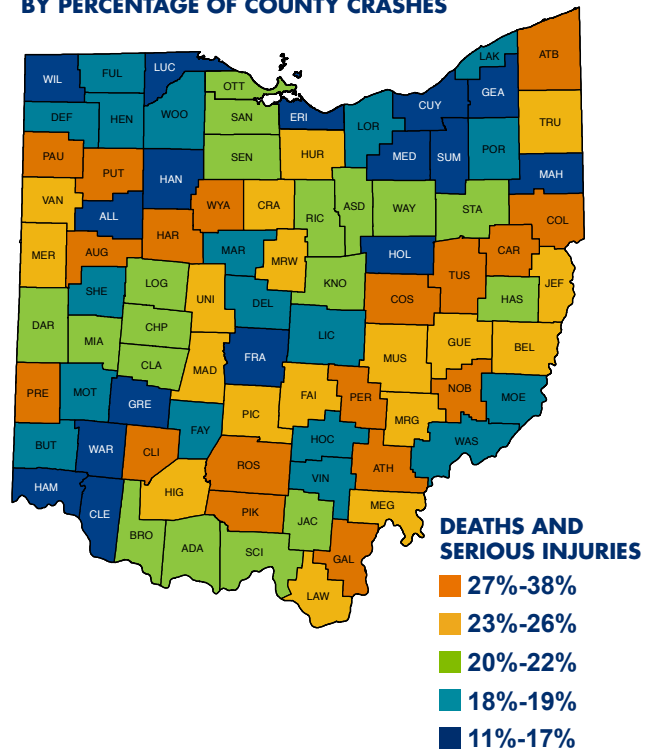 BY PERCENTAGE OF COUNTY CRASHES
LAK ATB
WIL FUL LUC OTT CUY GEA
DEF HEN WOO SAN ERI LOR TRU
PAU PUT HAN SEN HUR MED SUM POR MAH
VAN ALL WYA CRA RIC ASD WAY STA COL
MER AUG HAR MAR MRW HOL TUS CAR JEF
SHE LOG UNI DEL KNO COS HAS
DAR MIA CHP LIC GUE BEL
CLA MAD FRA MUS
PRE MOT GRE FAI PER NOB MOE
BUT WAR CLI FAY PIC HOC MRG WAS
HAM CLE HIG ROS VIN ATH
BRO ADA PIK SCI JAC MEG
GAL
LAW
DEATHS AND
SERIOUS INJURIES
27%-38%
23%-26%
20%-22%
18%-19%
11%-17%